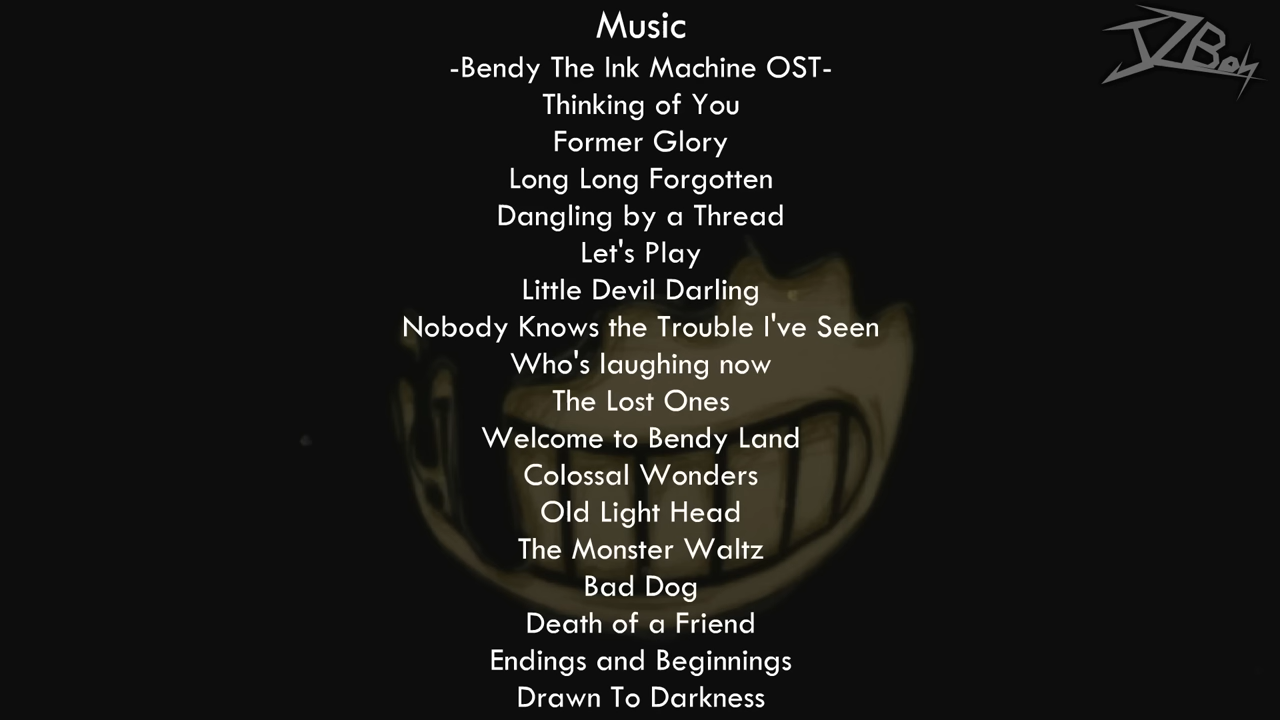 Music
-Bendy The Ink Machine OST-
Thinking of You
Former Glory
Long Long Forgotten
Dangling by a Thread
Let's Play
Little Devil Darling
Nobody Knows the Trouble I've Seen
Who's laughing now
The Lost Ones
Welcome to Bendy Land
Colossal Wonders
Old Light Head
The Monster Waltz
Bad Dog
Death of a Friend
Endings and Beginnings
Drawn To Darkness